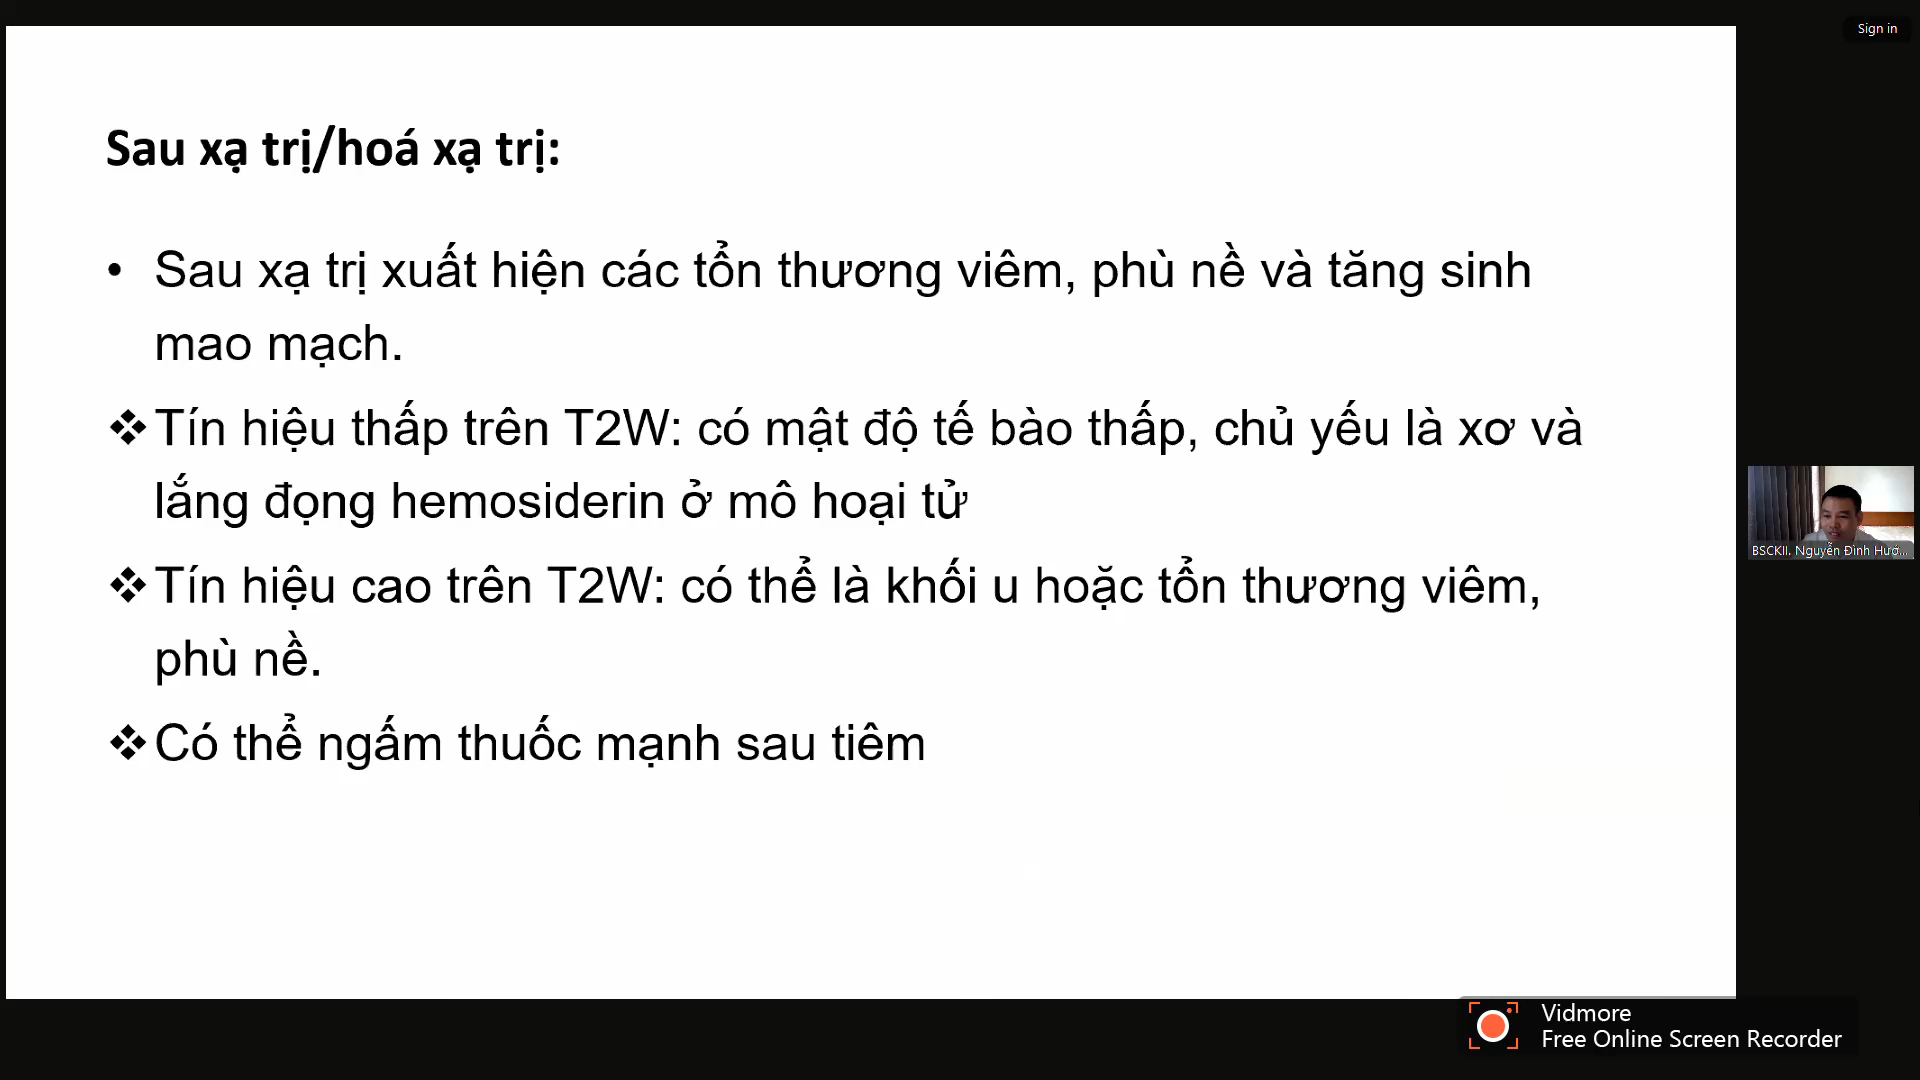 Sign in
Sau xạ trị/hoá xạ trị:
• Sau xạ trị xuất hiện các tổn thương viêm, phù nề và tăng sinh
mao mạch.
❖ Tín hiệu thấp trên T2W: có mật độ tế bào thấp, chủ yếu là xơ và
lắng đọng hemosiderin ở mô hoại tử
❖ Tín hiệu cao trên T2W: có thể là khối u hoặc tổn thương viêm,
phù nề.
❖ Có thể ngấm thuốc mạnh sau tiêm
BSCKII. Nguyễn Đình Hướ...
Vidmore
Free Online Screen Recorder